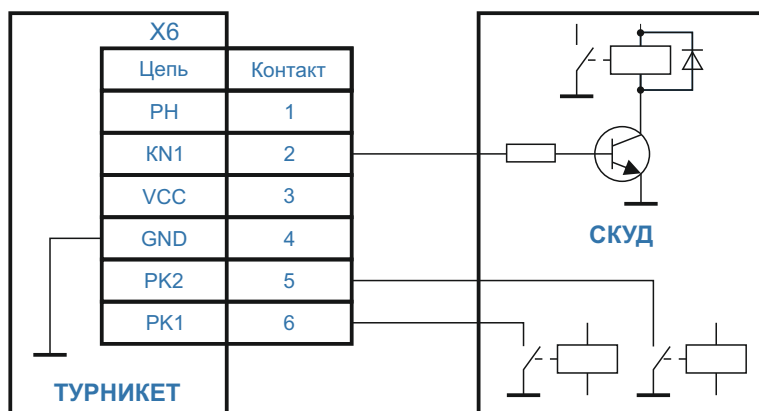 X6
Цепь Контакт
PH 1
KN1 2
VCC 3
GND 4
PK2 5
PK1 6
ТУРНИКЕТ
СКУД